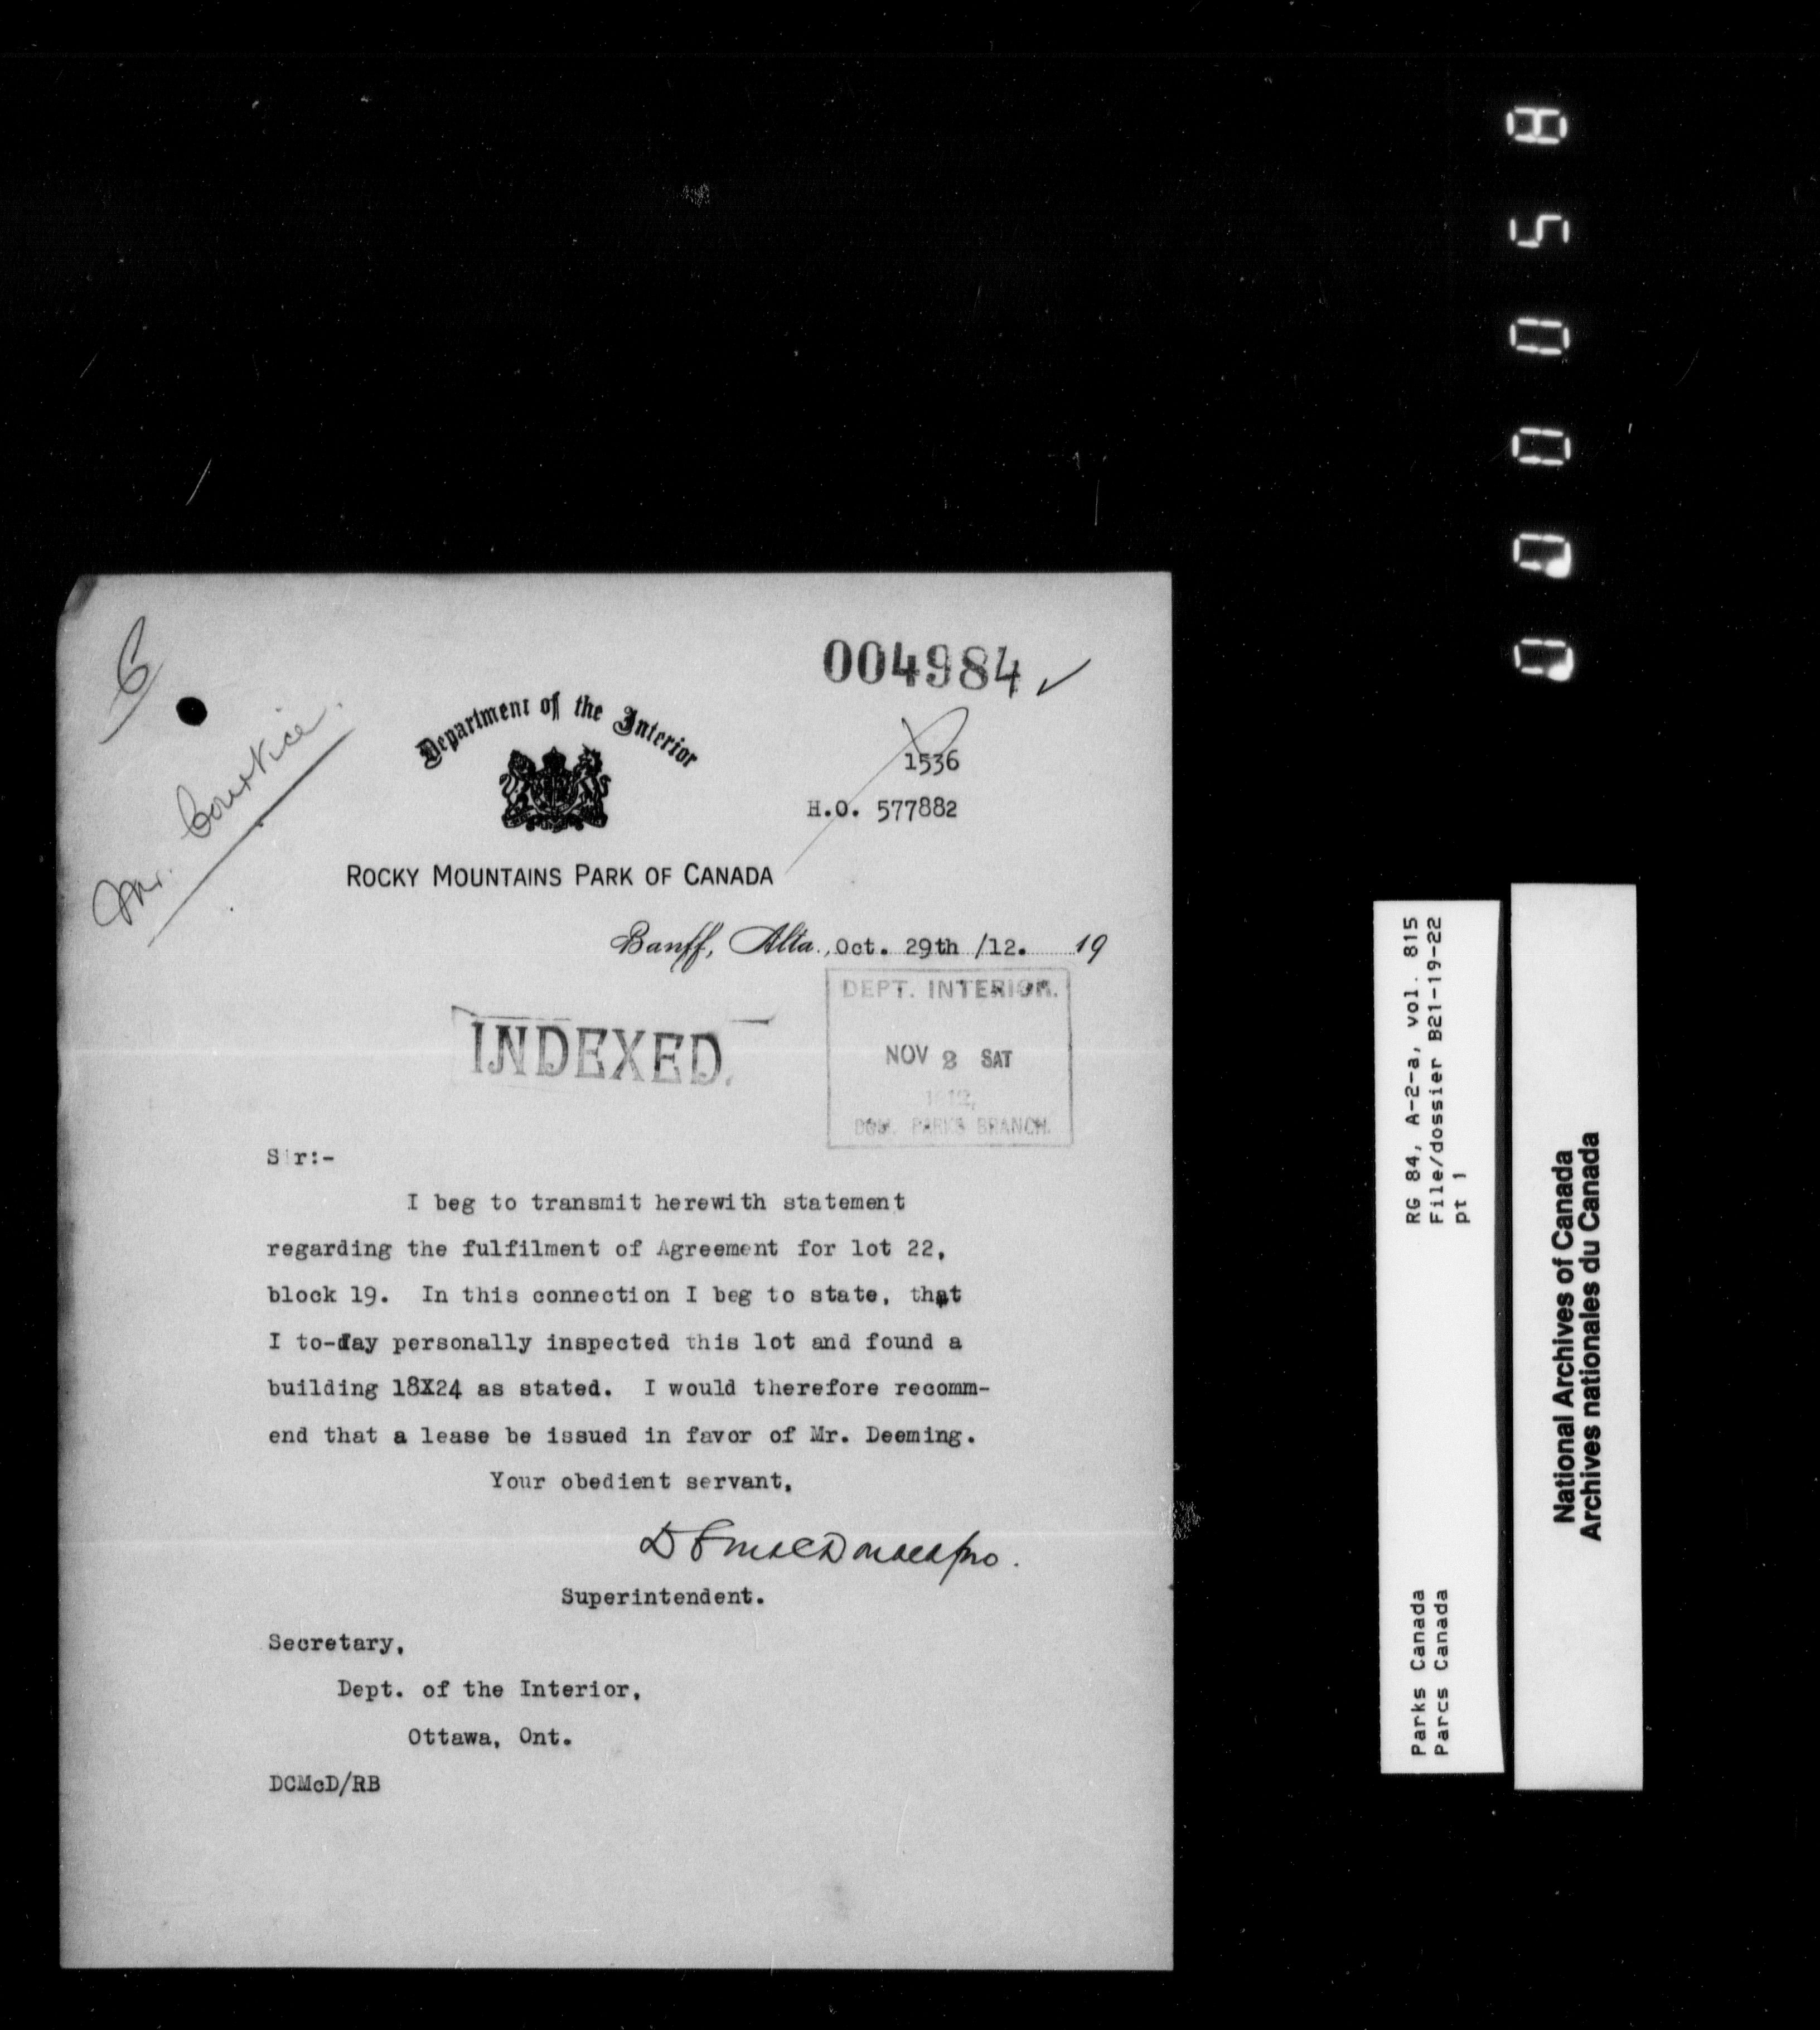 004984
Department of the Interior
1536
H.O. 577882
Mr. Courtice.
ROCKY MOUNTAINS PARK OF CANADA
Banff, Alta., Oct. 29th /12. 19
INDEXED.
DEPT. INTERIOR.
NOV 2 SAT
1912,
DOM. PARKS BRANCH.
Sir:-
I beg to transmit herewith statement
regarding the fulfilment of Agreement for lot 22,
block 19. In this connection I beg to state, that
I to-day personally inspected this lot and found a
building 18X24 as stated. I would therefore recomm-
end that a lease be issued in favor of Mr. Deeming.
Your obedient servant,
Superintendent.
Secretary,
Dept. of the Interior,
Ottawa, Ont.
DCMcD/RB
RG 84, A-2-a, vol. 815
File/dossier B21-19-22
pt 1
Parks Canada
Parcs Canada
National Archives of Canada
Archives nationales du Canada